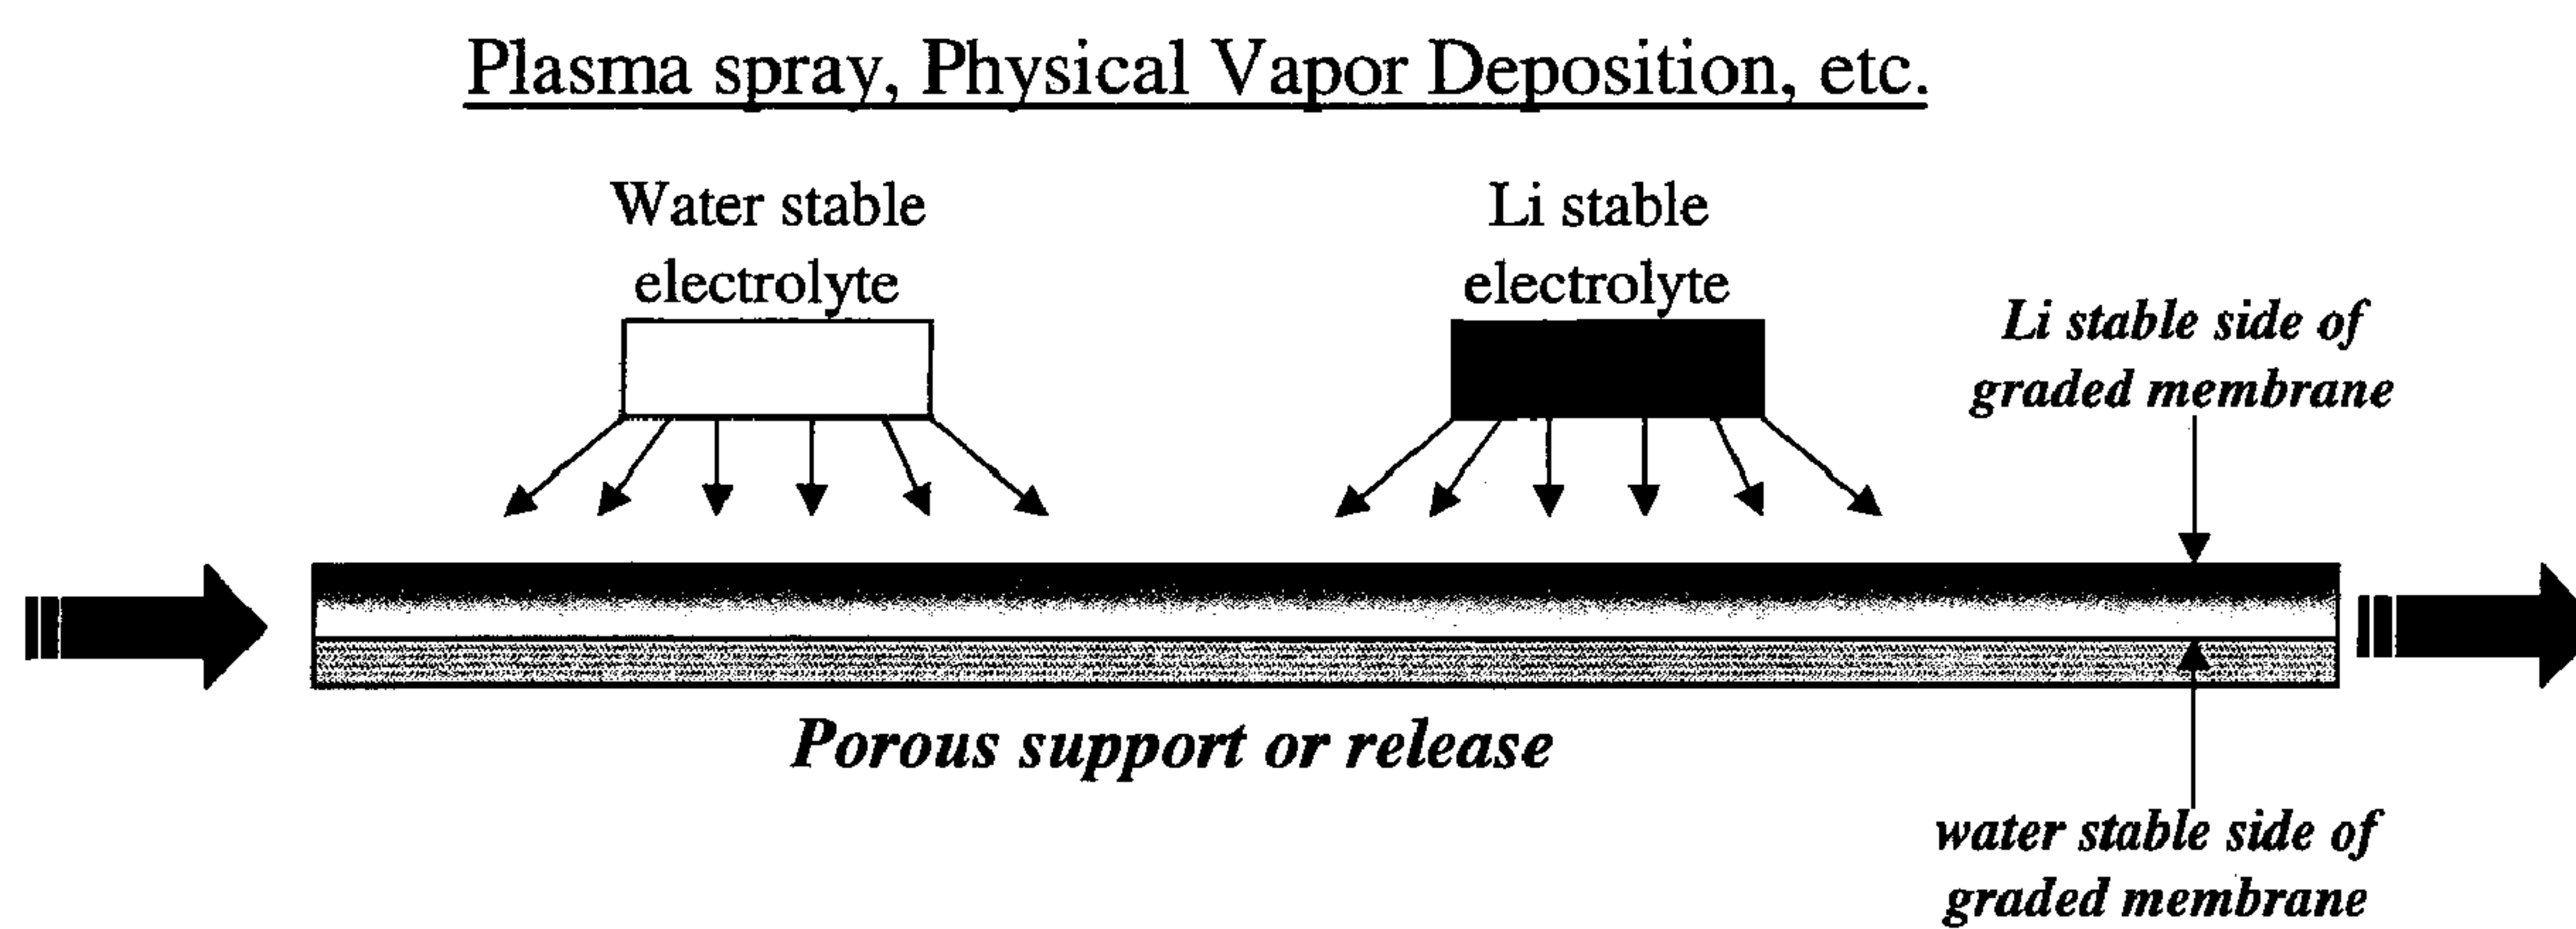 Plasma spray, Physical Vapor Deposition, etc.
Water stable
electrolyte
Li stable
electrolyte
Li stable side of
graded membrane
Porous support or release
water stable side of
graded membrane